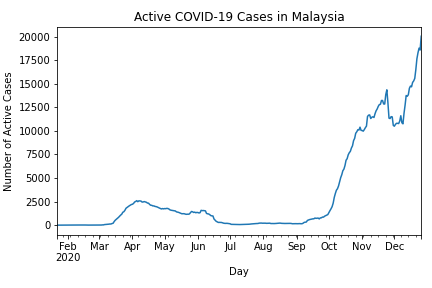 Active COVID-19 Cases in Malaysia
Number of Active Cases
20000
17500
15000
12500
10000
7500
5000
2500
0
Feb Mar Apr May Jun Jul Aug Sep Oct Nov Dec
2020
Day